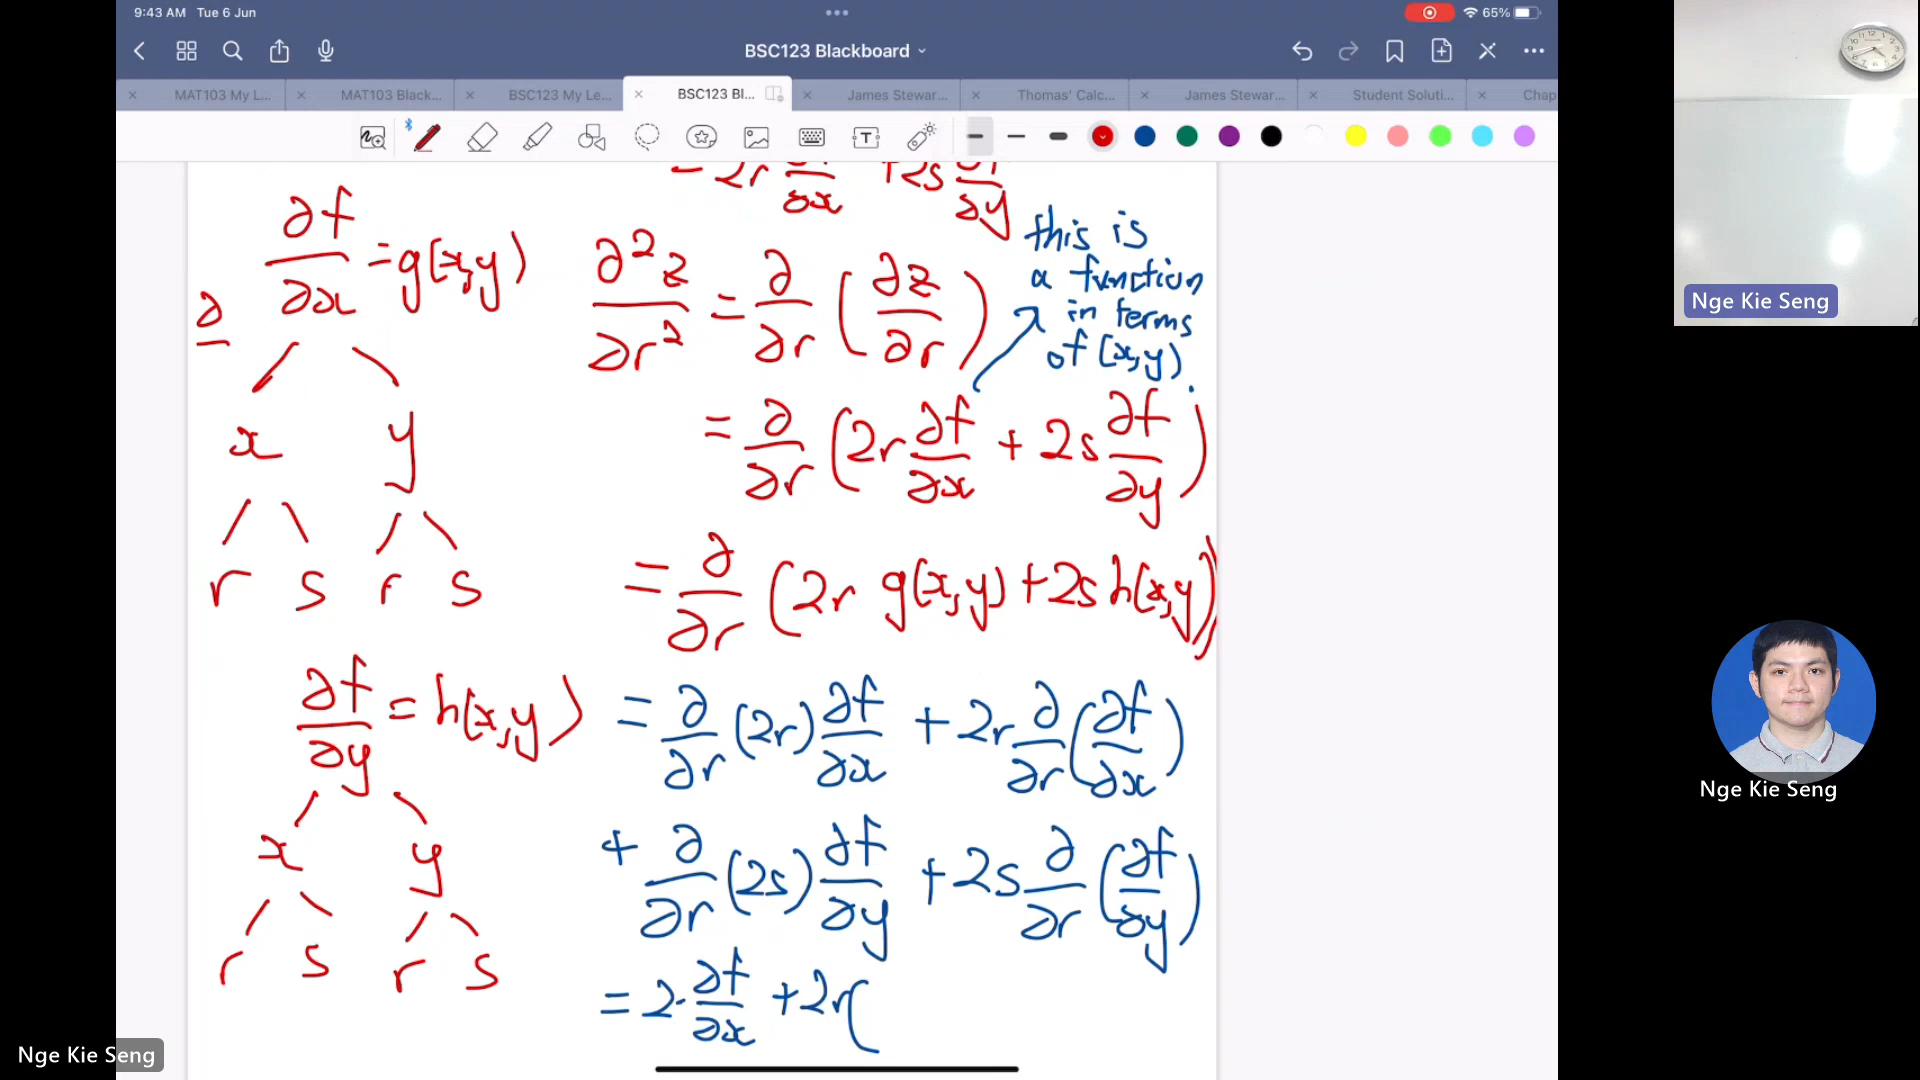 9:43 AM Tue 6 Jun
65%
BSC123 Blackboard
MAT103 My L...
MAT103 Black...
BSC123 My Le...
BSC123 Bl...
James Stewar...
Thomas' Calc...
James Stewar...
Student Soluti...
Chap
= 2r ∂f/∂x + 2s ∂f/∂y
∂f/∂x = g(x,y)
∂
x y
r s r s
∂f/∂y = h(x,y)
x y
r s r s
∂²z/∂r² = ∂/∂r (∂z/∂r)
this is
a function
in terms
of (x,y).
= ∂/∂r (2r ∂f/∂x + 2s ∂f/∂y)
= ∂/∂r (2r g(x,y) + 2s h(x,y))
= ∂/∂r (2r) ∂f/∂x + 2r ∂/∂r (∂f/∂x)
+ ∂/∂r (2s) ∂f/∂y + 2s ∂/∂r (∂f/∂y)
= 2· ∂f/∂x + 2r(
Nge Kie Seng
Nge Kie Seng
Nge Kie Seng